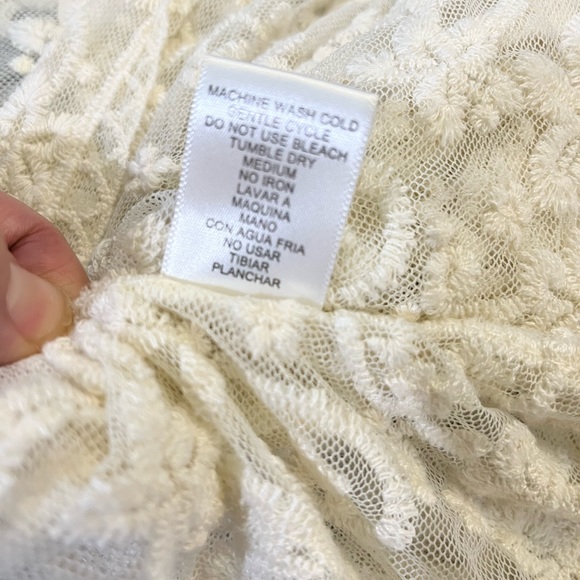 MACHINE WASH COLD
GENTLE CYCLE
DO NOT USE BLEACH
TUMBLE DRY
MEDIUM
NO IRON
LAVAR A
MAQUINA
MANO
CON AGUA FRIA
NO USAR
TIBIAR
PLANCHAR